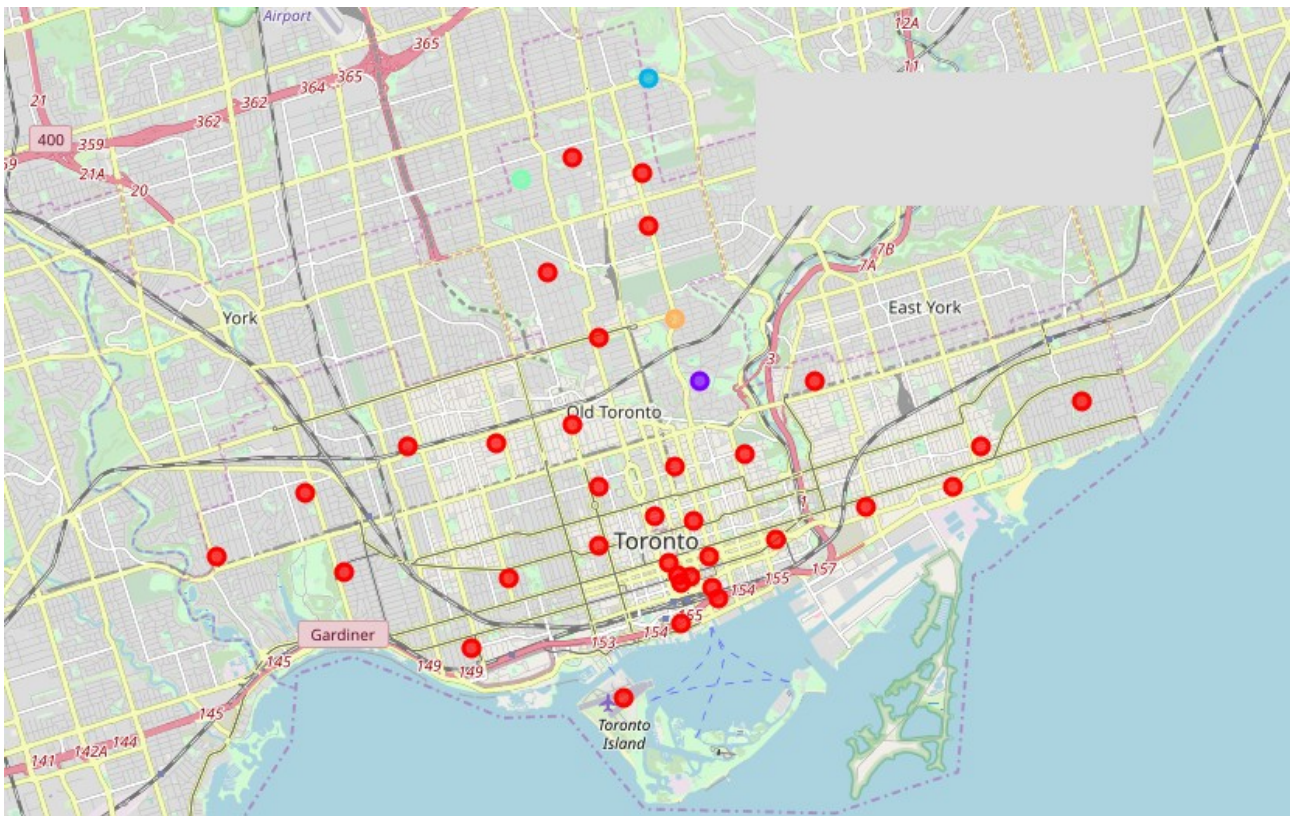 Airport
12A
365
11
365
364
362
21
362
400
359
59
21A
20
7B
7A
East York
York
3
Old Toronto
1
Toronto
157
155
154
155
154
Gardiner
153
149
149
145
145
Toronto
Island
144
142A
141